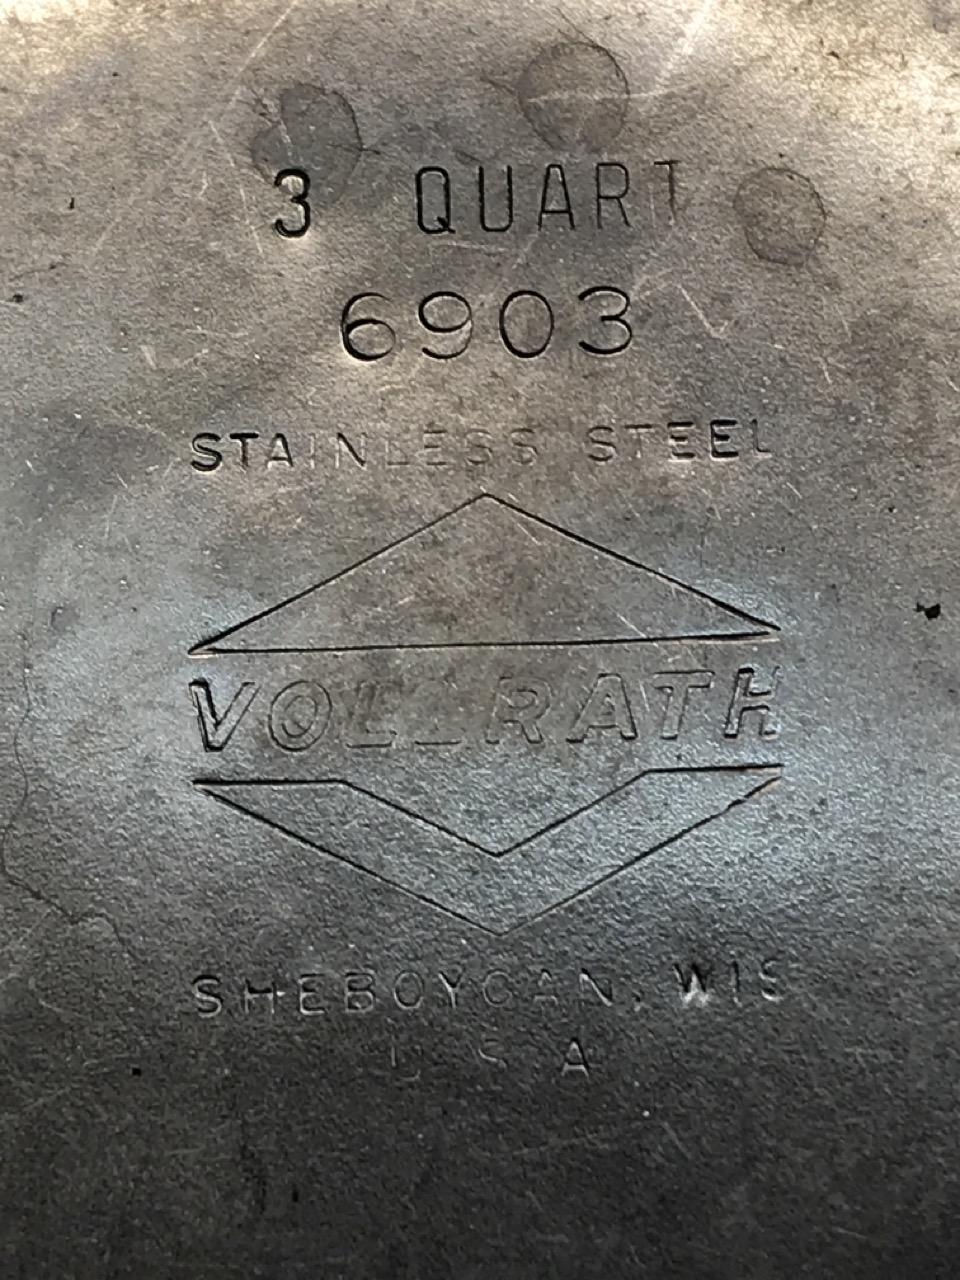 3 QUART
6903
STAINLESS STEEL
VOLLRATH
SHEBOYGAN, WIS
U S A